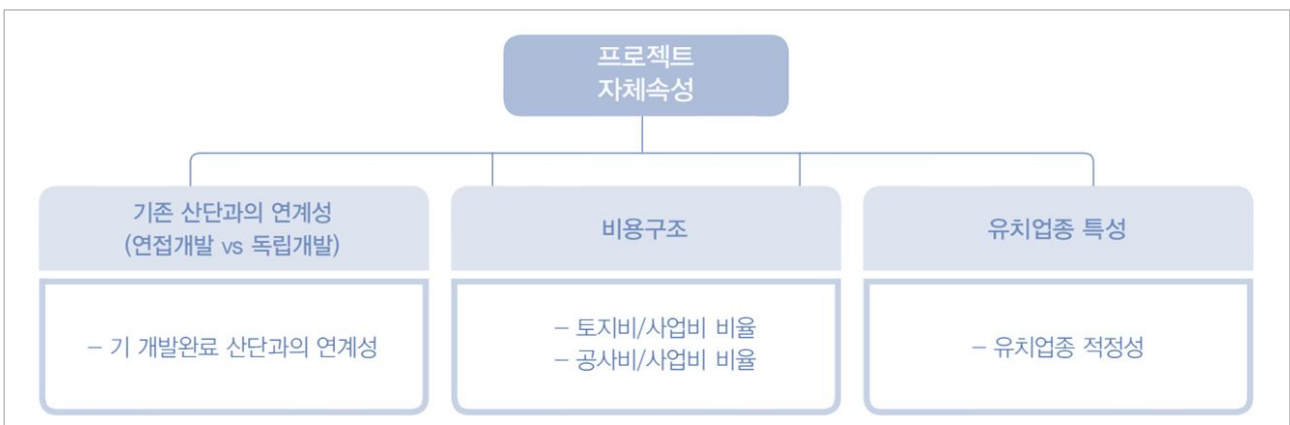 프로젝트
자체속성
기존 산단과의 연계성
(연접개발 vs 독립개발)
비용구조
유치업종 특성
– 기 개발완료 산단과의 연계성
– 토지비/사업비 비율
– 공사비/사업비 비율
– 유치업종 적정성